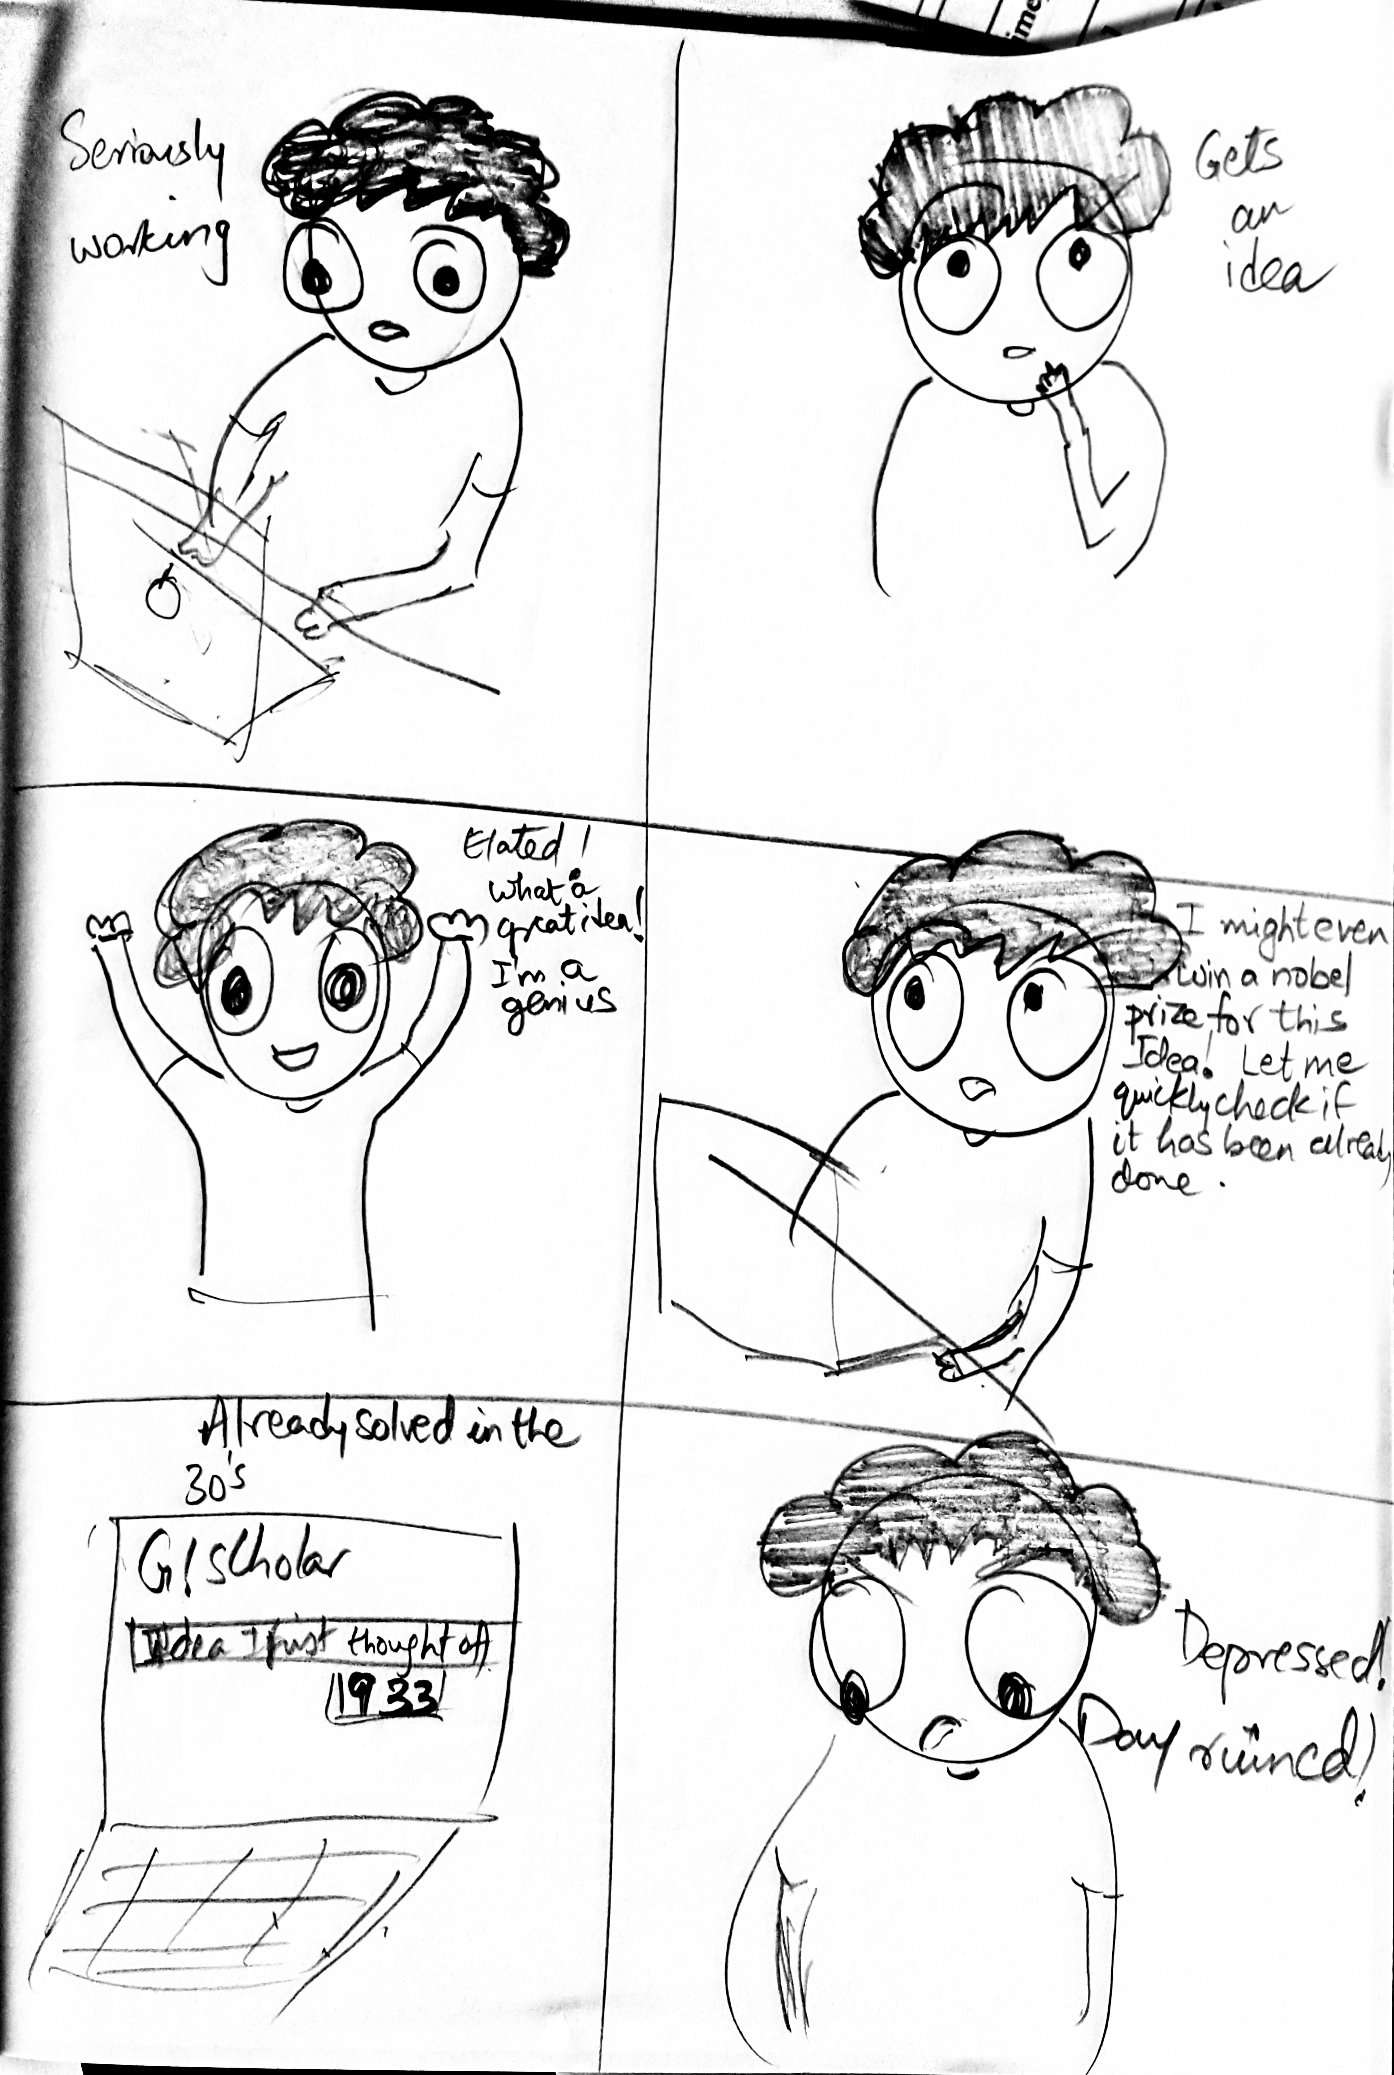 ime
Seriously
working
Gets
an
idea
Elated!
What a
great idea!
I'm a
genius
I might even
win a nobel
prize for this
Idea! Let me
quickly check if
it has been already
done.
Already solved in the
30's
G! Scholar
Idea I just thought of
1933
Depressed!
Day ruined!